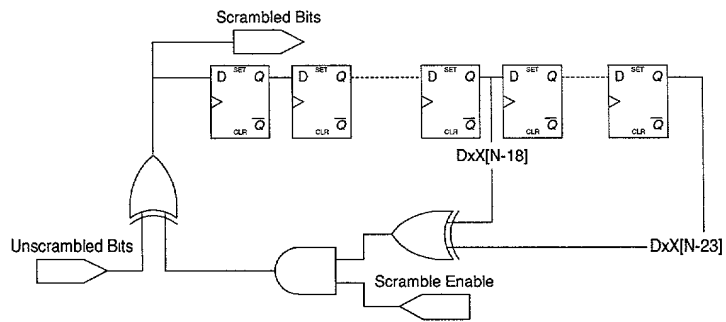 Scrambled Bits
D SET Q
CLR Q
D SET Q
CLR Q
D SET Q
CLR Q
D SET Q
CLR Q
D SET Q
CLR Q
DxX[N-18]
Unscrambled Bits
DxX[N-23]
Scramble Enable